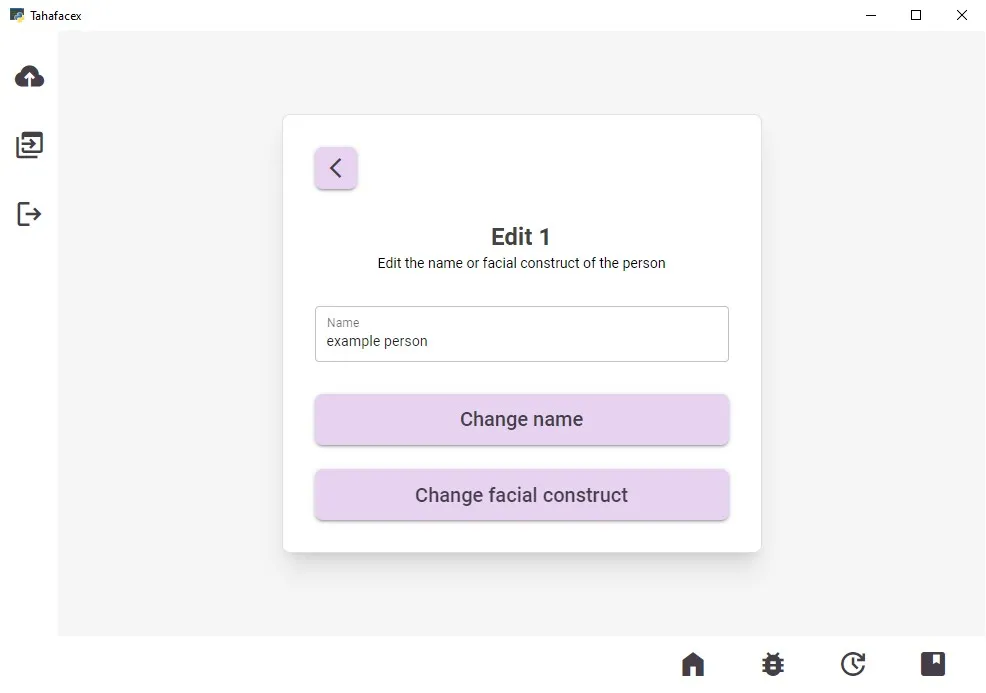 Tahafacex
Edit 1
Edit the name or facial construct of the person
Name
example person
Change name
Change facial construct